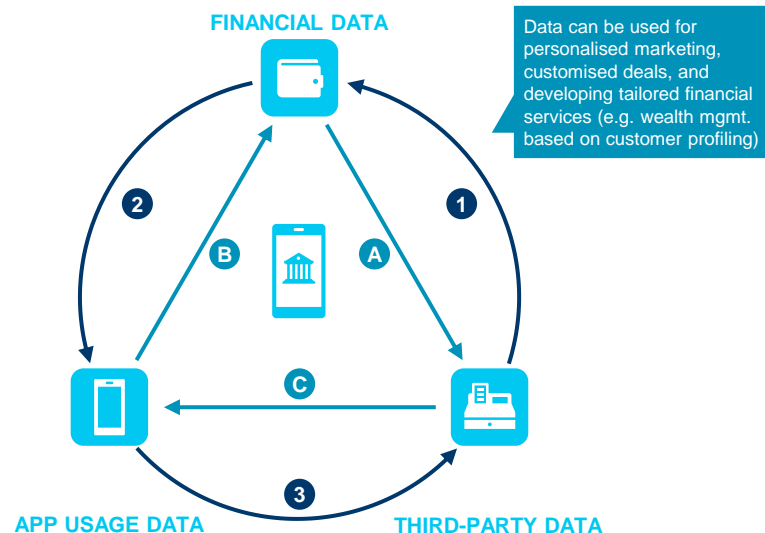 FINANCIAL DATA
Data can be used for
personalised marketing,
customised deals, and
developing tailored financial
services (e.g. wealth mgmt.
based on customer profiling)
2
1
B
A
C
3
APP USAGE DATA
THIRD-PARTY DATA